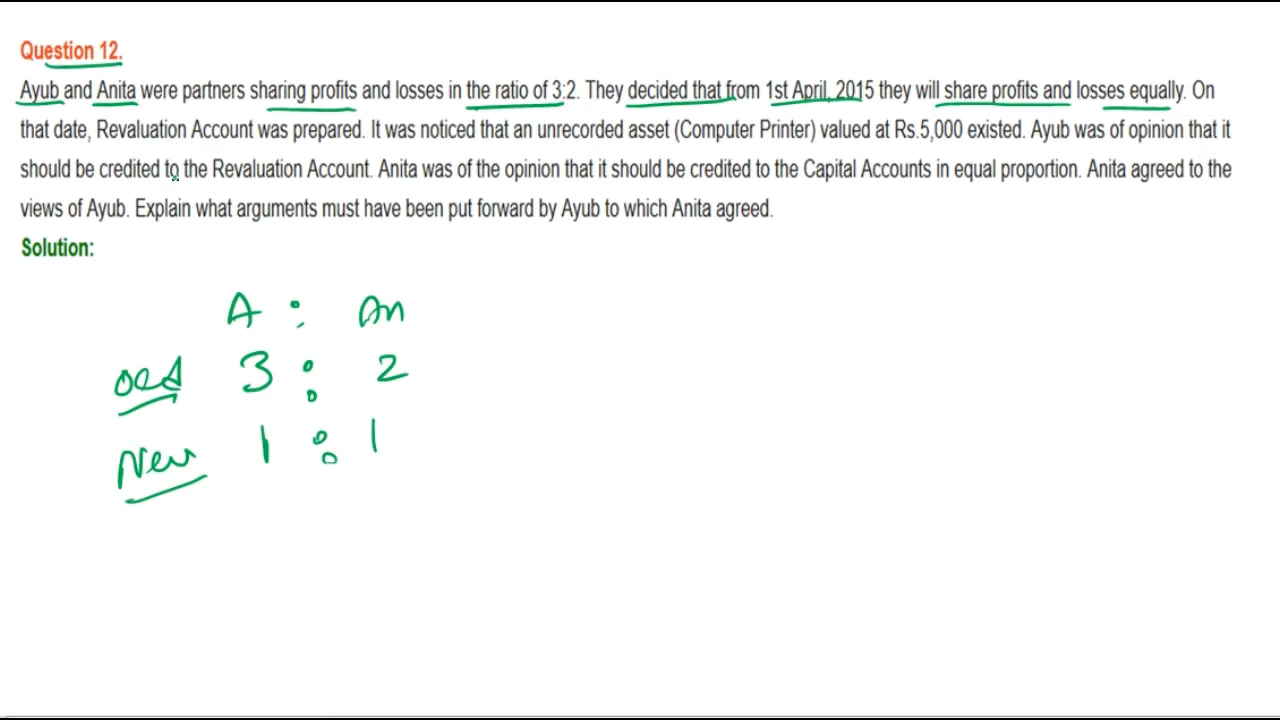 Question 12.
Ayub and Anita were partners sharing profits and losses in the ratio of 3:2. They decided that from 1st April, 2015 they will share profits and losses equally. On
that date, Revaluation Account was prepared. It was noticed that an unrecorded asset (Computer Printer) valued at Rs.5,000 existed. Ayub was of opinion that it
should be credited to the Revaluation Account. Anita was of the opinion that it should be credited to the Capital Accounts in equal proportion. Anita agreed to the
views of Ayub. Explain what arguments must have been put forward by Ayub to which Anita agreed.
Solution:
A : An
old 3 : 2
New 1 : 1